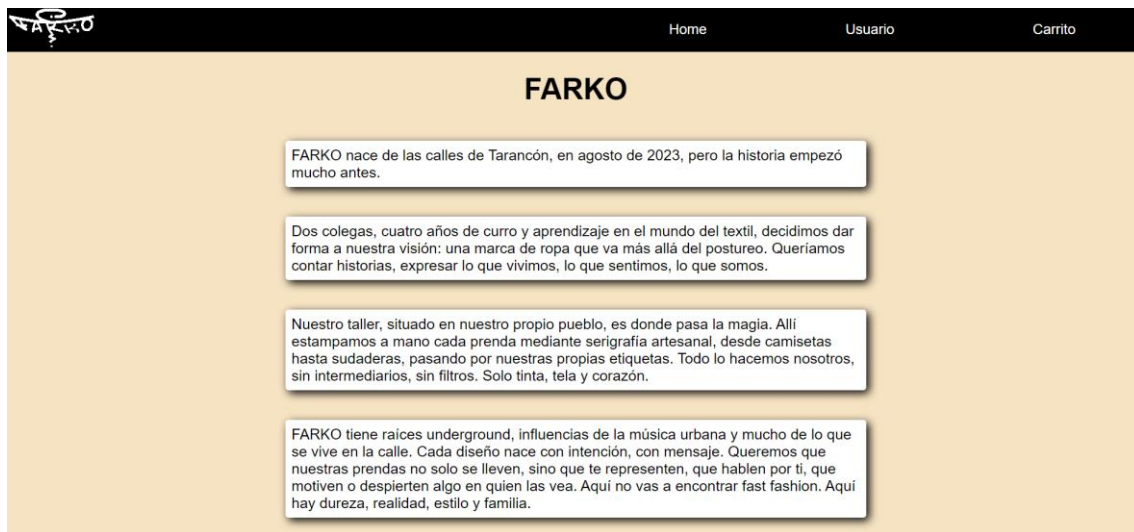 FARKO
Home Usuario Carrito
FARKO
FARKO nace de las calles de Tarancón, en agosto de 2023, pero la historia empezó
mucho antes.
Dos colegas, cuatro años de curro y aprendizaje en el mundo del textil, decidimos dar
forma a nuestra visión: una marca de ropa que va más allá del postureo. Queríamos
contar historias, expresar lo que vivimos, lo que sentimos, lo que somos.
Nuestro taller, situado en nuestro propio pueblo, es donde pasa la magia. Allí
estampamos a mano cada prenda mediante serigrafía artesanal, desde camisetas
hasta sudaderas, pasando por nuestras propias etiquetas. Todo lo hacemos nosotros,
sin intermediarios, sin filtros. Solo tinta, tela y corazón.
FARKO tiene raíces underground, influencias de la música urbana y mucho de lo que
se vive en la calle. Cada diseño nace con intención, con mensaje. Queremos que
nuestras prendas no solo se lleven, sino que te representen, que hablen por ti, que
motiven o despierten algo en quien las vea. Aquí no vas a encontrar fast fashion. Aquí
hay dureza, realidad, estilo y familia.